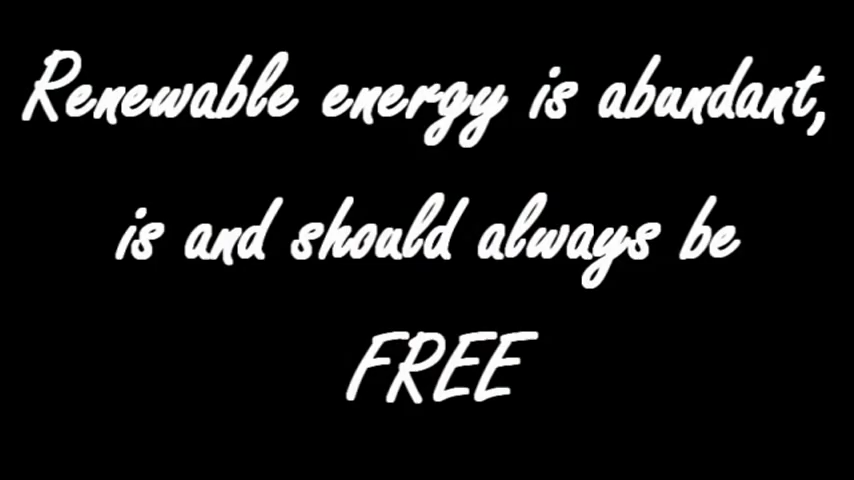 Renewable energy is abundant,
is and should always be
FREE